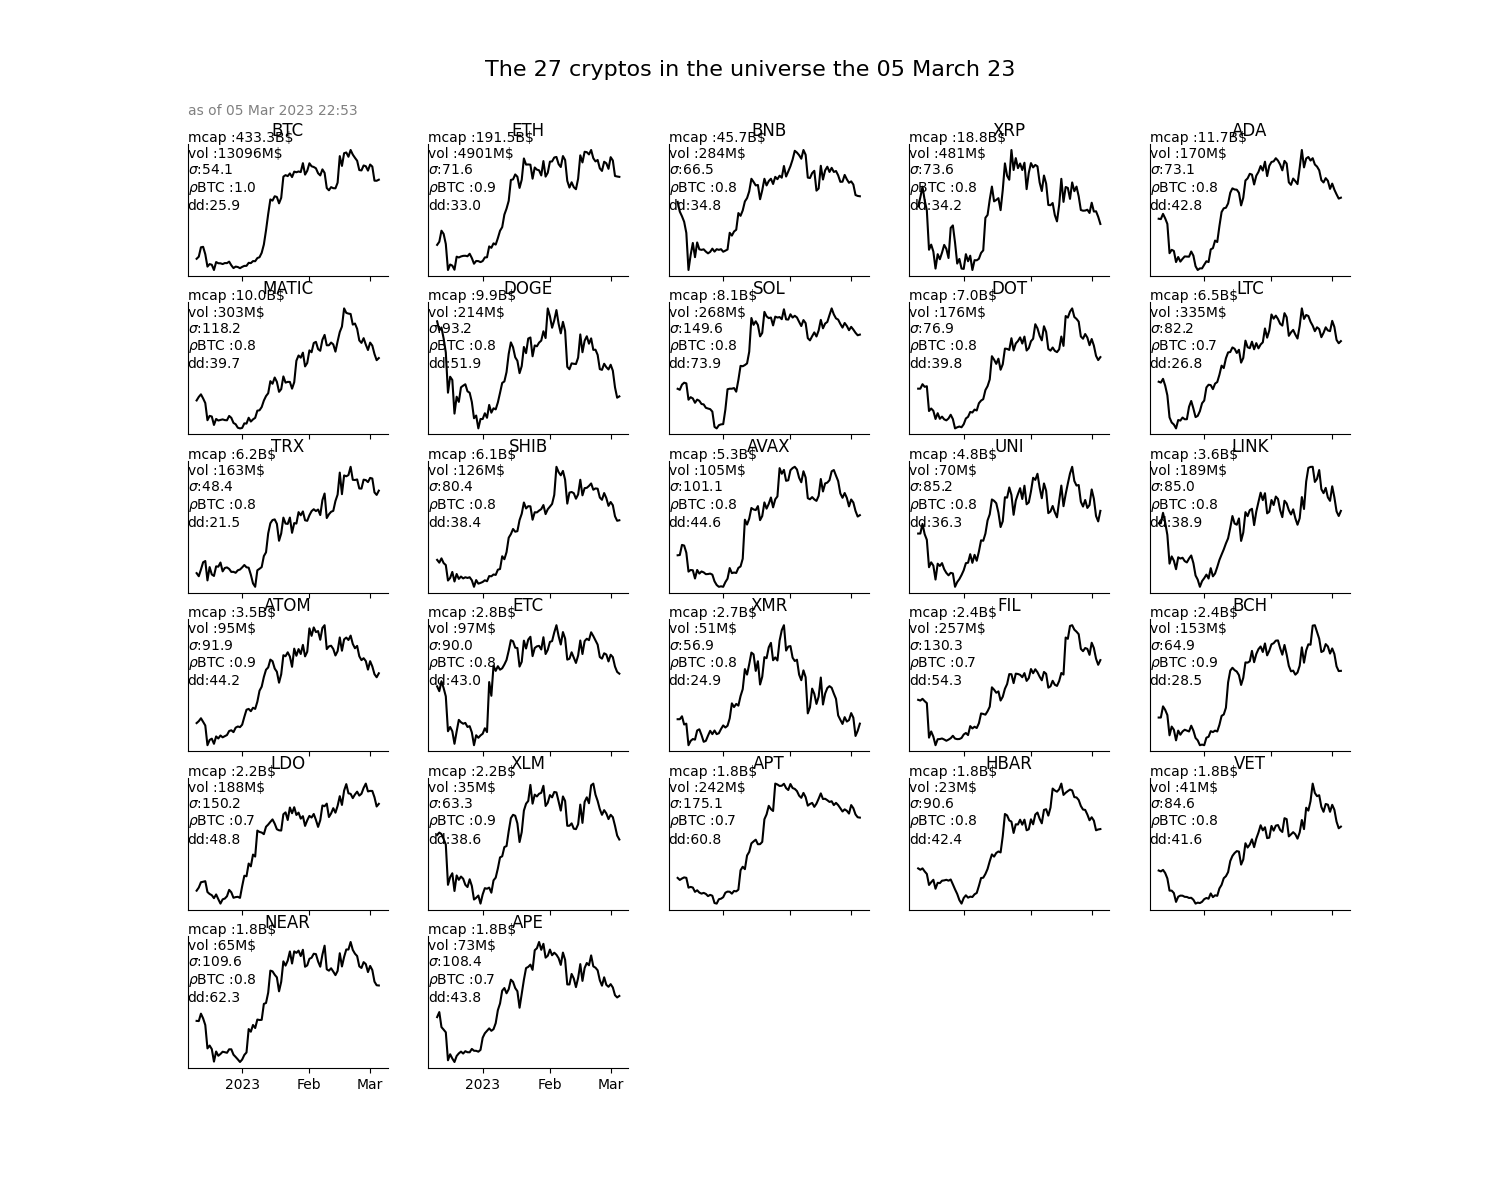 The 27 cryptos in the universe the 05 March 23
as of 05 Mar 2023 22:53
BTC
mcap :433.3B$
vol :13096M$
σ:54.1
ρBTC :1.0
dd:25.9
ETH
mcap :191.5B$
vol :4901M$
σ:71.6
ρBTC :0.9
dd:33.0
BNB
mcap :45.7B$
vol :284M$
σ:66.5
ρBTC :0.8
dd:34.8
XRP
mcap :18.8B$
vol :481M$
σ:73.6
ρBTC :0.8
dd:34.2
ADA
mcap :11.7B$
vol :170M$
σ:73.1
ρBTC :0.8
dd:42.8
MATIC
mcap :10.0B$
vol :303M$
σ:118.2
ρBTC :0.8
dd:39.7
DOGE
mcap :9.9B$
vol :214M$
σ:93.2
ρBTC :0.8
dd:51.9
SOL
mcap :8.1B$
vol :268M$
σ:149.6
ρBTC :0.8
dd:73.9
DOT
mcap :7.0B$
vol :176M$
σ:76.9
ρBTC :0.8
dd:39.8
LTC
mcap :6.5B$
vol :335M$
σ:82.2
ρBTC :0.7
dd:26.8
TRX
mcap :6.2B$
vol :163M$
σ:48.4
ρBTC :0.8
dd:21.5
SHIB
mcap :6.1B$
vol :126M$
σ:80.4
ρBTC :0.8
dd:38.4
AVAX
mcap :5.3B$
vol :105M$
σ:101.1
ρBTC :0.8
dd:44.6
UNI
mcap :4.8B$
vol :70M$
σ:85.2
ρBTC :0.8
dd:36.3
LINK
mcap :3.6B$
vol :189M$
σ:85.0
ρBTC :0.8
dd:38.9
ATOM
mcap :3.5B$
vol :95M$
σ:91.9
ρBTC :0.9
dd:44.2
ETC
mcap :2.8B$
vol :97M$
σ:90.0
ρBTC :0.8
dd:43.0
XMR
mcap :2.7B$
vol :51M$
σ:56.9
ρBTC :0.8
dd:24.9
FIL
mcap :2.4B$
vol :257M$
σ:130.3
ρBTC :0.7
dd:54.3
BCH
mcap :2.4B$
vol :153M$
σ:64.9
ρBTC :0.9
dd:28.5
LDO
mcap :2.2B$
vol :188M$
σ:150.2
ρBTC :0.7
dd:48.8
XLM
mcap :2.2B$
vol :35M$
σ:63.3
ρBTC :0.9
dd:38.6
APT
mcap :1.8B$
vol :242M$
σ:175.1
ρBTC :0.7
dd:60.8
HBAR
mcap :1.8B$
vol :23M$
σ:90.6
ρBTC :0.8
dd:42.4
VET
mcap :1.8B$
vol :41M$
σ:84.6
ρBTC :0.8
dd:41.6
NEAR
mcap :1.8B$
vol :65M$
σ:109.6
ρBTC :0.8
dd:62.3
2023 Feb Mar
APE
mcap :1.8B$
vol :73M$
σ:108.4
ρBTC :0.7
dd:43.8
2023 Feb Mar